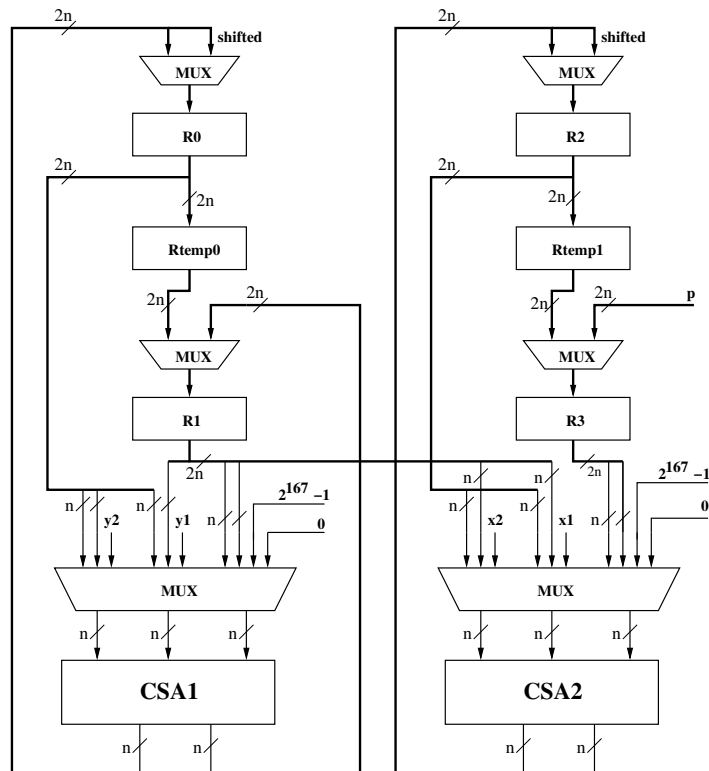 2n
shifted
2n
shifted
MUX
MUX
R0
R2
2n
2n
2n
2n
Rtemp0
Rtemp1
2n
2n
2n
2n
p
MUX
MUX
R1
R3
2n
2n
2^167 −1
2^167 −1
n
n
n
n
n
n
n
n
y2
y1
0
x2
x1
0
MUX
MUX
n
n
n
n
n
n
CSA1
CSA2
n
n
n
n